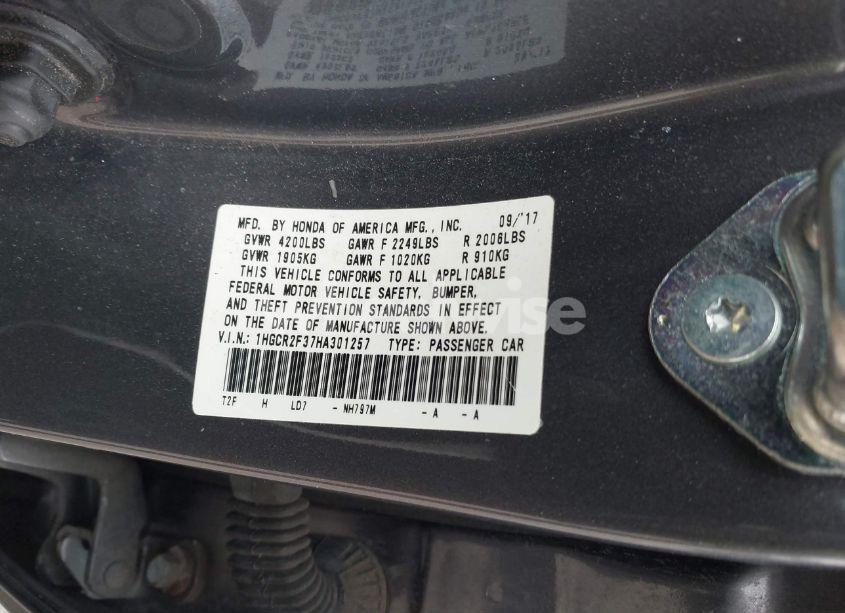 MFD. BY HONDA OF AMERICA MFG., INC. 09/'17
GVWR 4200LBS GAWR F 2249LBS R 2006LBS
GVWR 1905KG GAWR F 1020KG R 910KG
THIS VEHICLE CONFORMS TO ALL APPLICABLE
FEDERAL MOTOR VEHICLE SAFETY, BUMPER,
AND THEFT PREVENTION STANDARDS IN EFFECT
ON THE DATE OF MANUFACTURE SHOWN ABOVE.
V.I.N.: 1HGCR2F37HA301257 TYPE: PASSENGER CAR
T2F H LD7 - NH797M - A - A